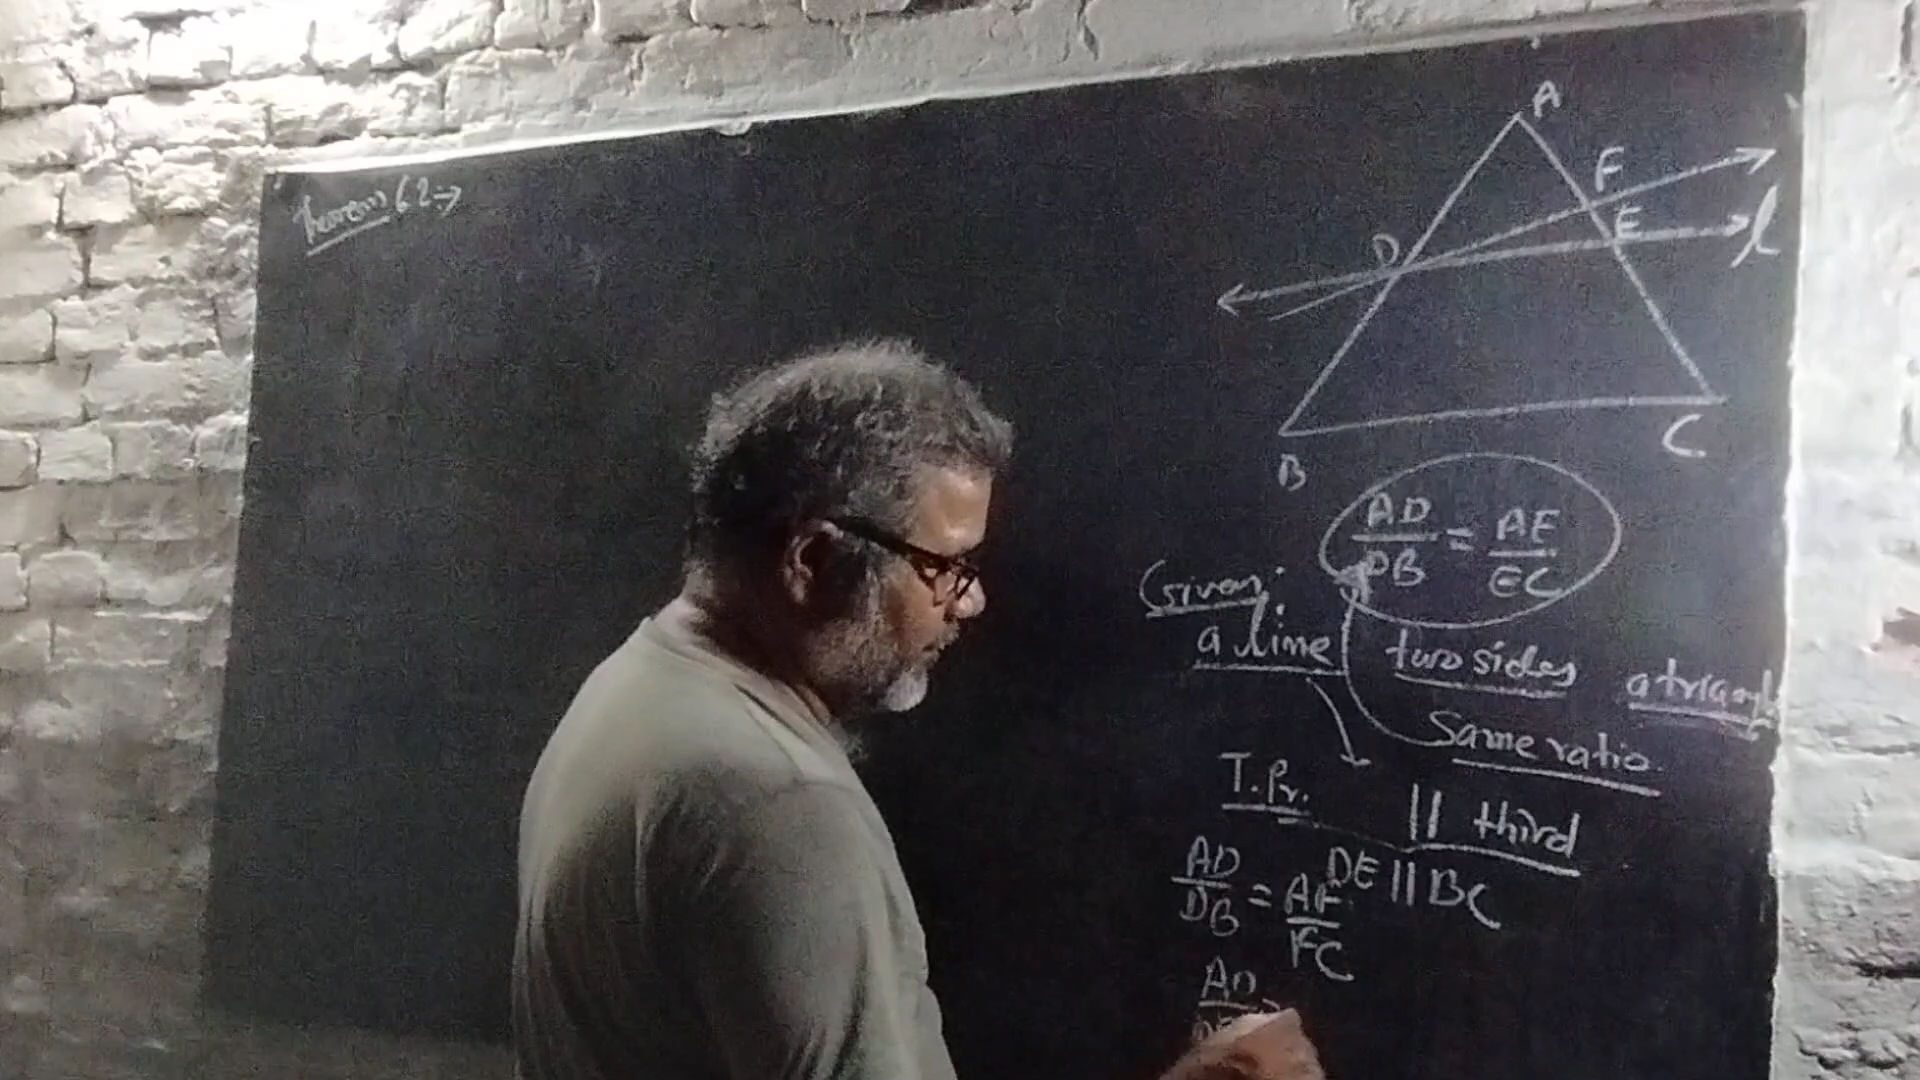 Theorem 6.2:→
A
F
D
E
l
B
C
AD/DB = AE/EC
Given:
a line two sides a triangle
Same ratio.
T.Pr. || third
DE || BC
AD/DB = AF/FC
AD